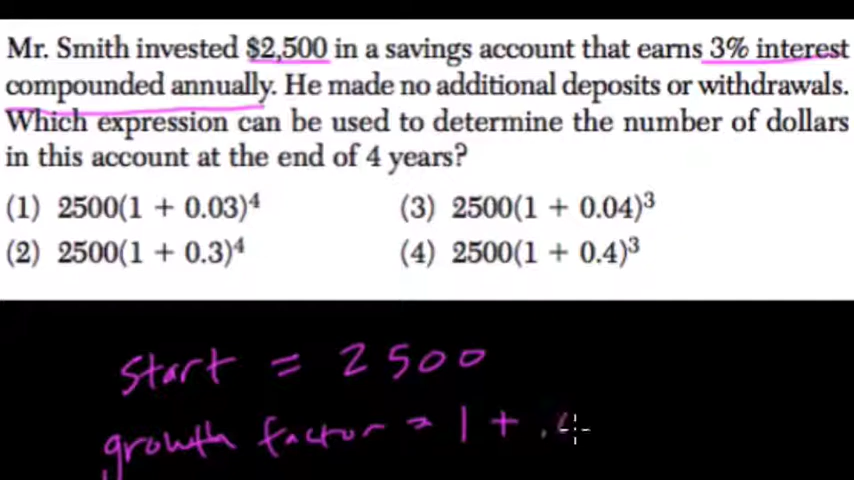 Mr. Smith invested $2,500 in a savings account that earns 3% interest
compounded annually. He made no additional deposits or withdrawals.
Which expression can be used to determine the number of dollars
in this account at the end of 4 years?
(1) 2500(1 + 0.03)⁴ (3) 2500(1 + 0.04)³
(2) 2500(1 + 0.3)⁴ (4) 2500(1 + 0.4)³
start = 2500
growth factor = 1 + .